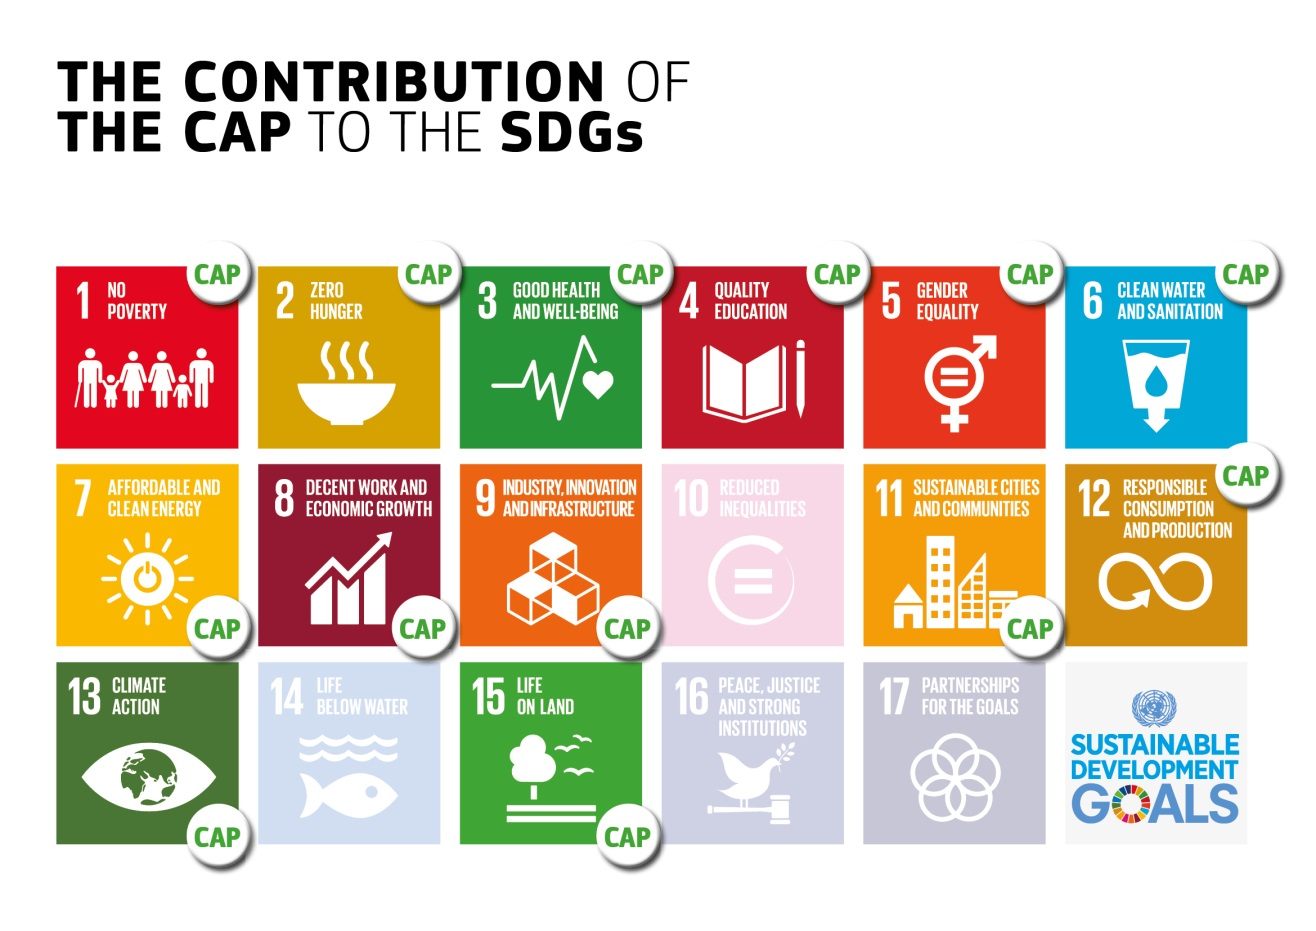 THE CONTRIBUTION OF
THE CAP TO THE SDGs
1 NO
POVERTY
CAP
2 ZERO
HUNGER
CAP
3 GOOD HEALTH
AND WELL-BEING
CAP
4 QUALITY
EDUCATION
CAP
5 GENDER
EQUALITY
CAP
6 CLEAN WATER
AND SANITATION
CAP
7 AFFORDABLE AND
CLEAN ENERGY
CAP
8 DECENT WORK AND
ECONOMIC GROWTH
CAP
9 INDUSTRY, INNOVATION
AND INFRASTRUCTURE
CAP
10 REDUCED
INEQUALITIES
11 SUSTAINABLE CITIES
AND COMMUNITIES
CAP
12 RESPONSIBLE
CONSUMPTION
AND PRODUCTION
CAP
13 CLIMATE
ACTION
CAP
14 LIFE
BELOW WATER
15 LIFE
ON LAND
CAP
16 PEACE, JUSTICE
AND STRONG
INSTITUTIONS
17 PARTNERSHIPS
FOR THE GOALS
SUSTAINABLE
DEVELOPMENT
GOALS